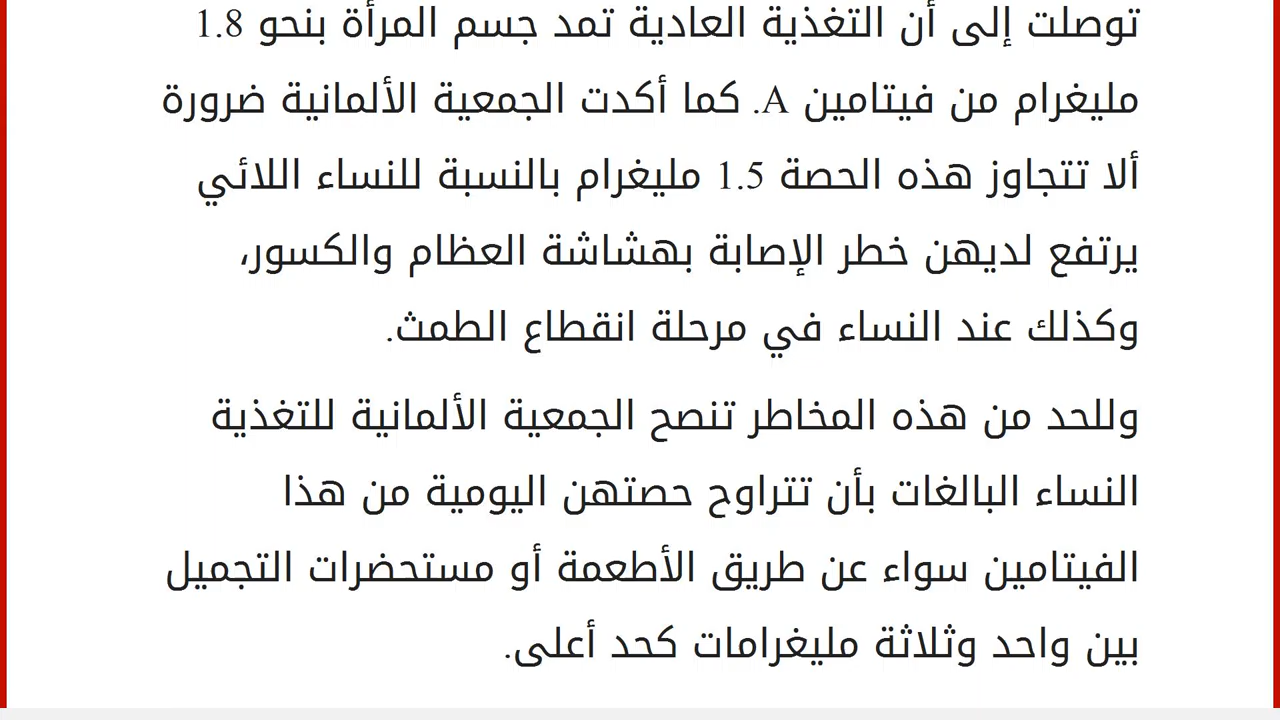 توصلت إلى أن التغذية العادية تمد جسم المرأة بنحو 1.8
مليغرام من فيتامين A. كما أكدت الجمعية الألمانية ضرورة
ألا تتجاوز هذه الحصة 1.5 مليغرام بالنسبة للنساء اللائي
يرتفع لديهن خطر الإصابة بهشاشة العظام والكسور،
وكذلك عند النساء في مرحلة انقطاع الطمث.
وللحد من هذه المخاطر تنصح الجمعية الألمانية للتغذية
النساء البالغات بأن تتراوح حصتهن اليومية من هذا
الفيتامين سواء عن طريق الأطعمة أو مستحضرات التجميل
بين واحد وثلاثة مليغرامات كحد أعلى.